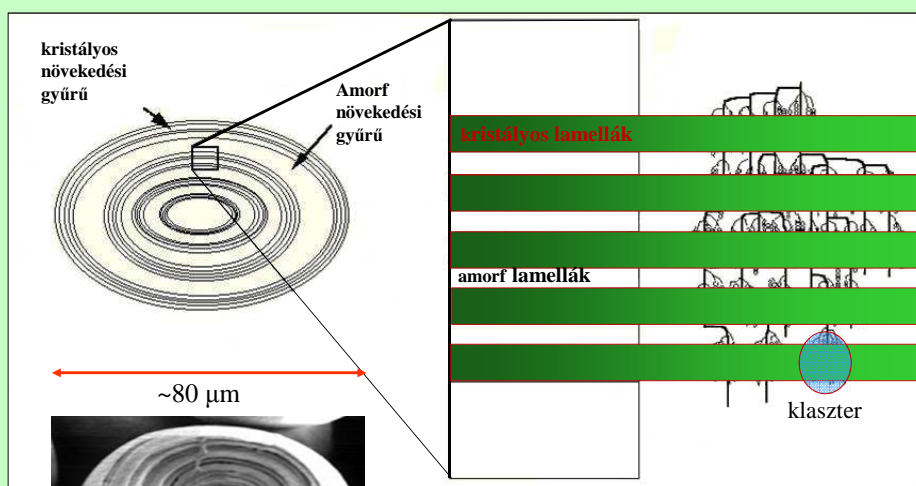 kristályos
növekedési
gyűrű
Amorf
növekedési
gyűrű
kristályos lamellák
amorf lamellák
~80 μm
klaszter